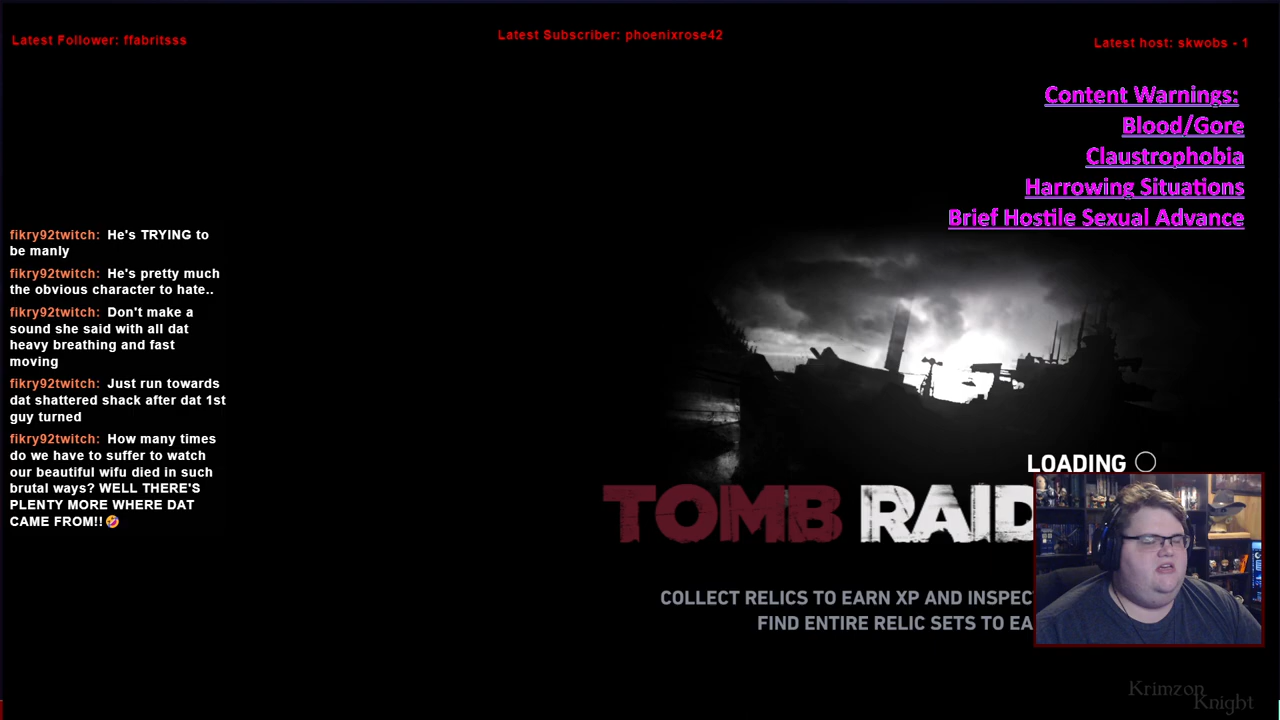 Latest Follower: ffabritsss
Latest Subscriber: phoenixrose42
Latest host: skwobs - 1
Content Warnings:
Blood/Gore
Claustrophobia
Harrowing Situations
Brief Hostile Sexual Advance
fikry92twitch: He's TRYING to
be manly
fikry92twitch: He's pretty much
the obvious character to hate..
fikry92twitch: Don't make a
sound she said with all dat
heavy breathing and fast
moving
fikry92twitch: Just run towards
dat shattered shack after dat 1st
guy turned
fikry92twitch: How many times
do we have to suffer to watch
our beautiful wifu died in such
brutal ways? WELL THERE'S
PLENTY MORE WHERE DAT
CAME FROM!!🤣
LOADING
TOMB RAID
COLLECT RELICS TO EARN XP AND INSPEC
FIND ENTIRE RELIC SETS TO EA
Krimzon
Knight